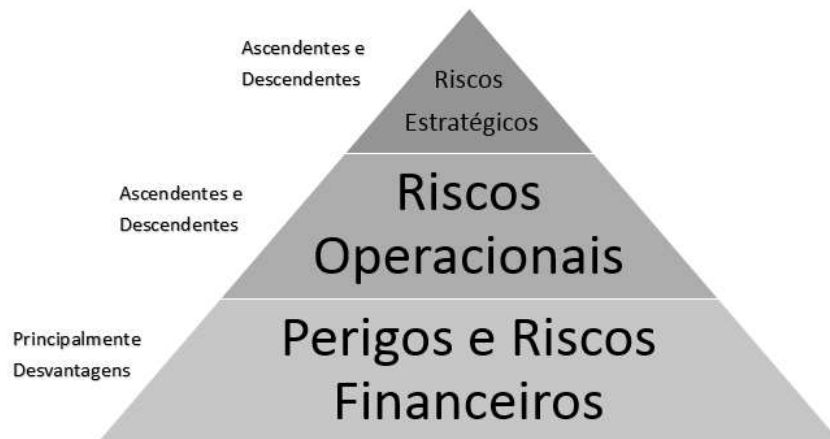 Ascendentes e
Descendentes
Riscos
Estratégicos
Ascendentes e
Descendentes
Riscos
Operacionais
Principalmente
Desvantagens
Perigos e Riscos
Financeiros